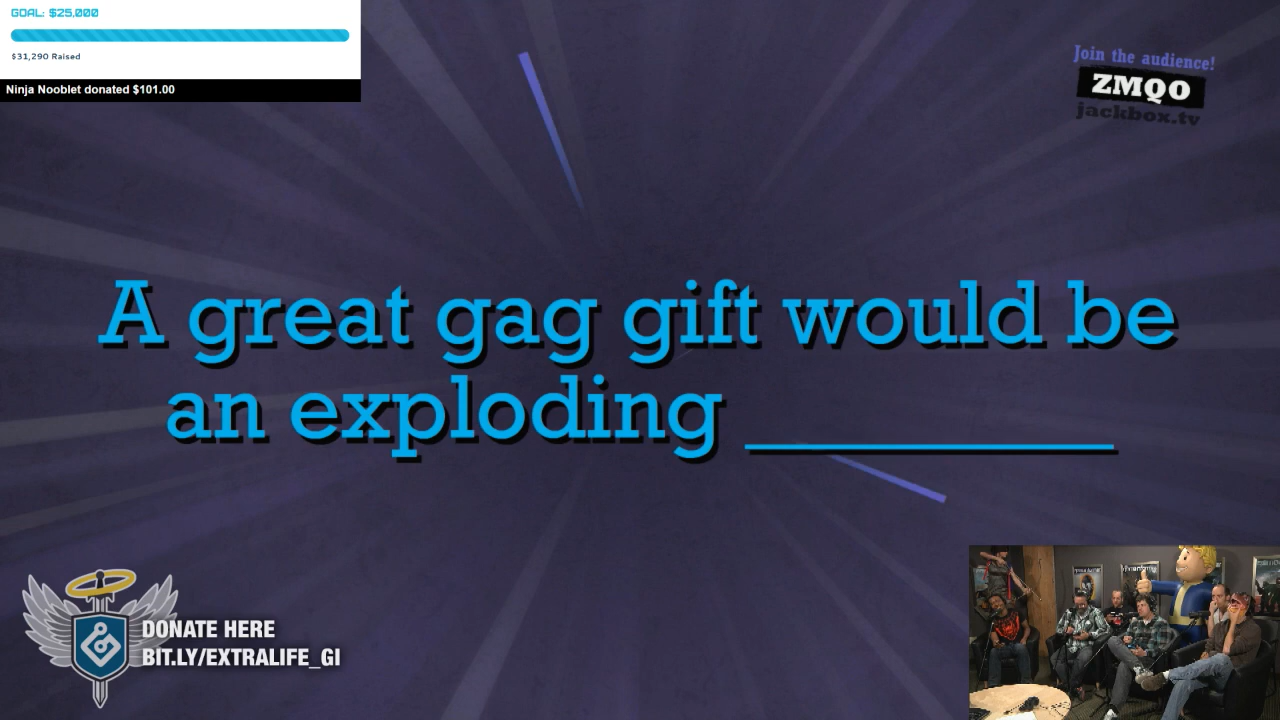 GOAL: $25,000
$31,290 Raised
Ninja Nooblet donated $101.00
Join the audience!
ZMQO
jackbox.tv
A great gag gift would be
an exploding ________
DONATE HERE
BIT.LY/EXTRALIFE_GI